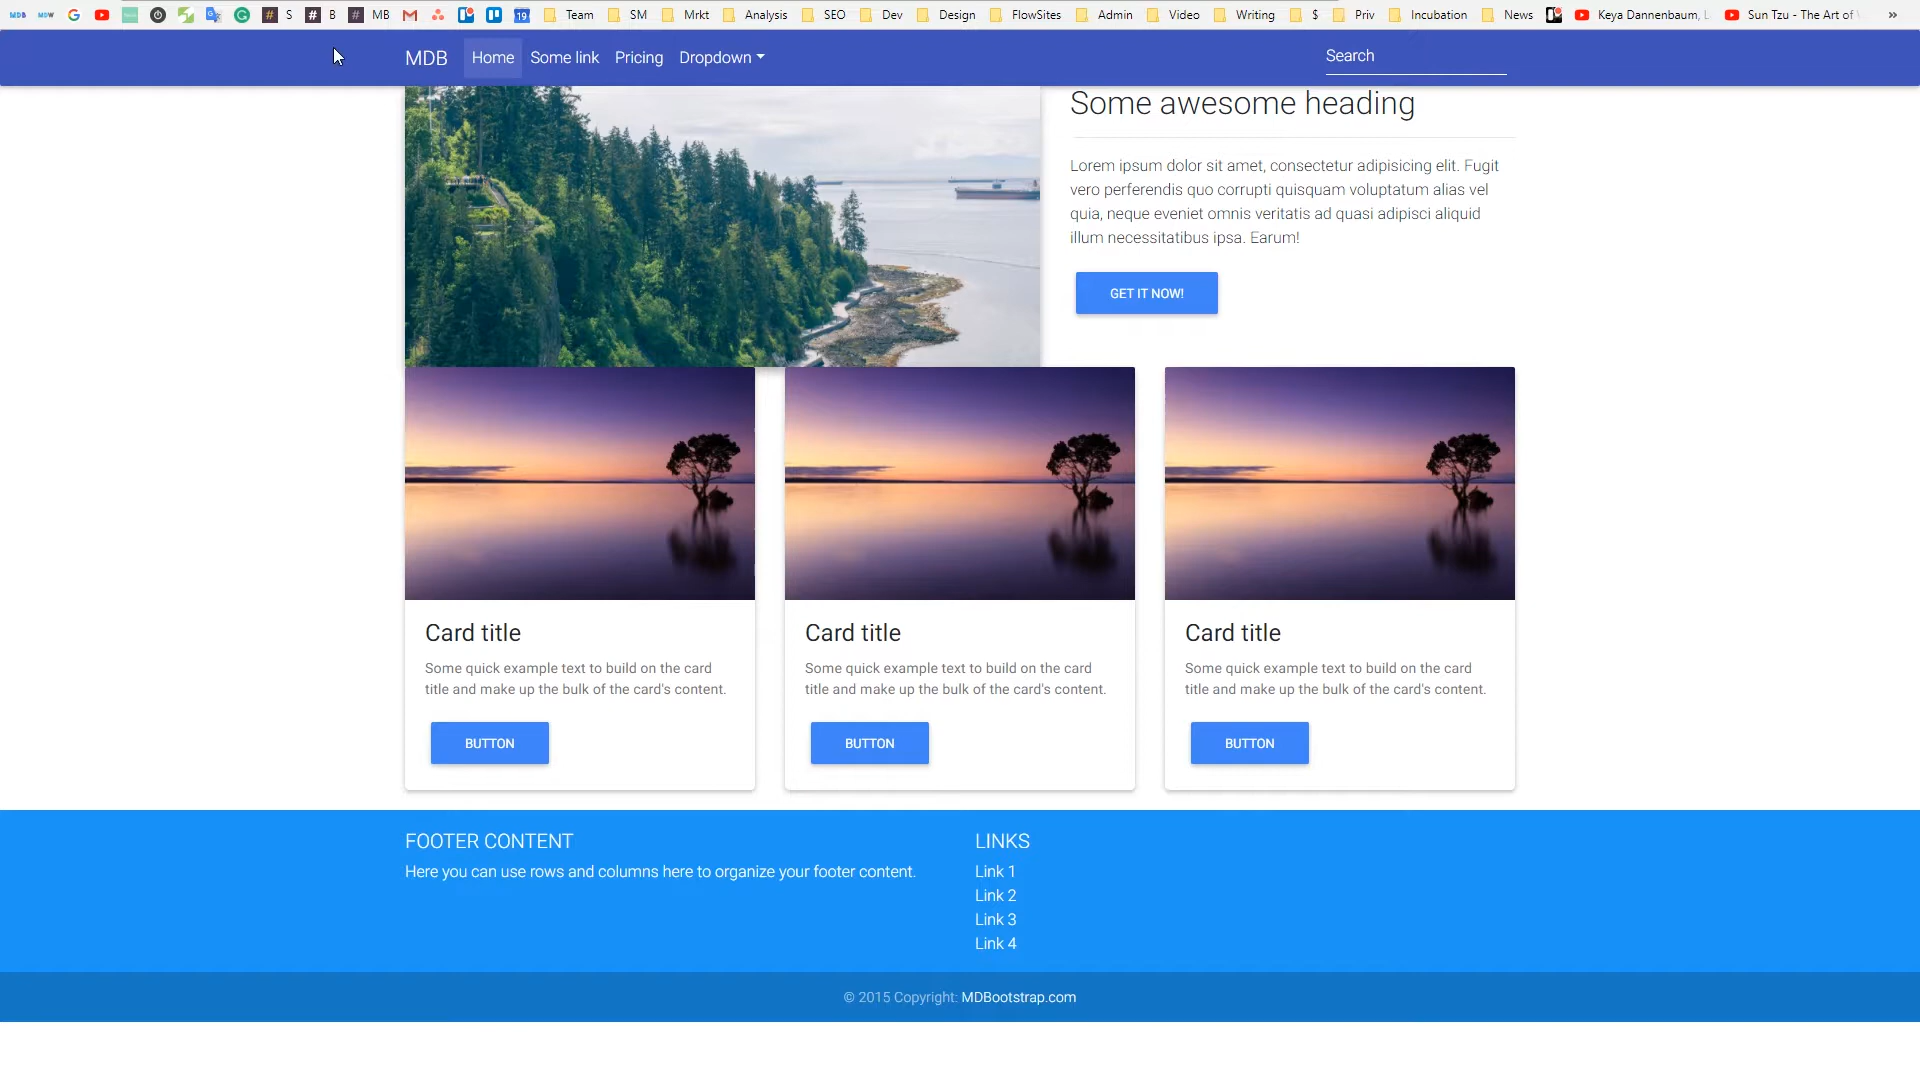 MDB MDW S B MB 19 Team SM Mrkt Analysis SEO Dev Design FlowSites Admin Video Writing $ Priv Incubation News Keya Dannenbaum, Sun Tzu - The Art of »
MDB Home Some link Pricing Dropdown Search
Some awesome heading
Lorem ipsum dolor sit amet, consectetur adipisicing elit. Fugit
vero perferendis quo corrupti quisquam voluptatum alias vel
quia, neque eveniet omnis veritatis ad quasi adipisci aliquid
illum necessitatibus ipsa. Earum!
GET IT NOW!
Card title
Some quick example text to build on the card
title and make up the bulk of the card's content.
BUTTON
Card title
Some quick example text to build on the card
title and make up the bulk of the card's content.
BUTTON
Card title
Some quick example text to build on the card
title and make up the bulk of the card's content.
BUTTON
FOOTER CONTENT
Here you can use rows and columns here to organize your footer content.
LINKS
Link 1
Link 2
Link 3
Link 4
© 2015 Copyright: MDBootstrap.com